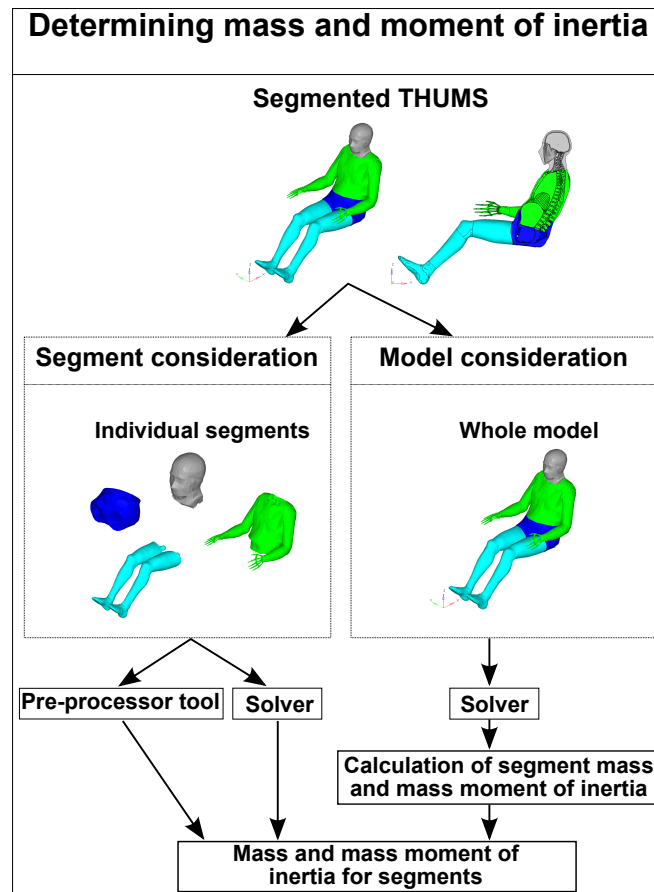 Determining mass and moment of inertia
Segmented THUMS
Segment consideration
Individual segments
Model consideration
Whole model
Pre-processor tool
Solver
Solver
Calculation of segment mass
and mass moment of inertia
Mass and mass moment of
inertia for segments